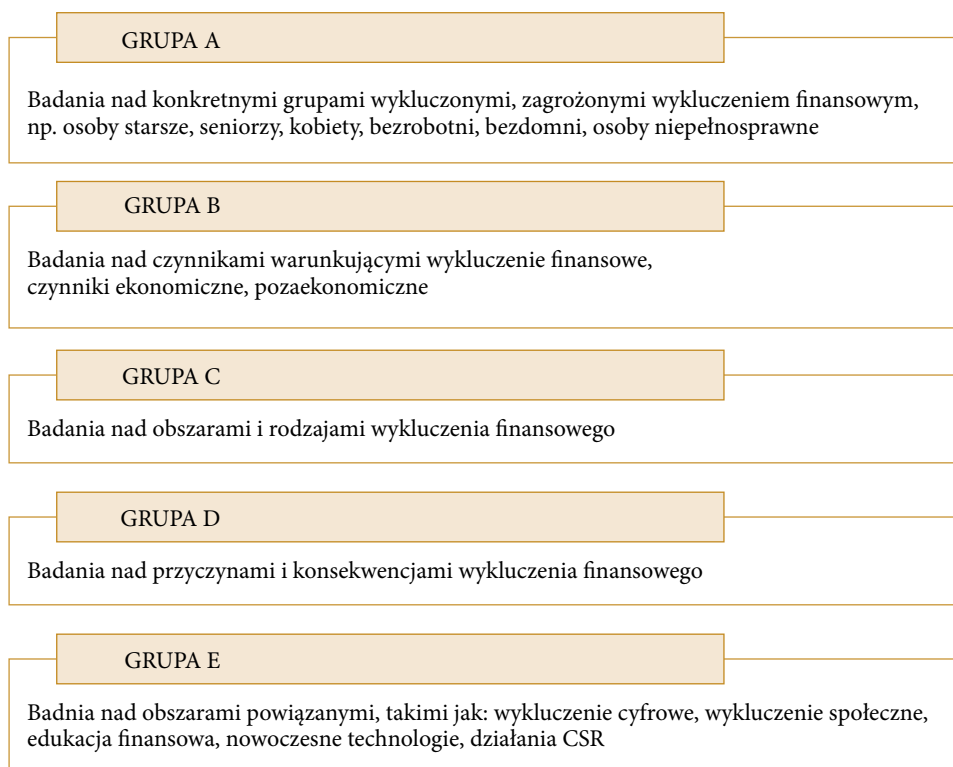 GRUPA A
Badania nad konkretnymi grupami wykluczonymi, zagrożonymi wykluczeniem finansowym,
np. osoby starsze, seniorzy, kobiety, bezrobotni, bezdomni, osoby niepełnosprawne
GRUPA B
Badania nad czynnikami warunkującymi wykluczenie finansowe,
czynniki ekonomiczne, pozaekonomiczne
GRUPA C
Badania nad obszarami i rodzajami wykluczenia finansowego
GRUPA D
Badania nad przyczynami i konsekwencjami wykluczenia finansowego
GRUPA E
Badnia nad obszarami powiązanymi, takimi jak: wykluczenie cyfrowe, wykluczenie społeczne,
edukacja finansowa, nowoczesne technologie, działania CSR